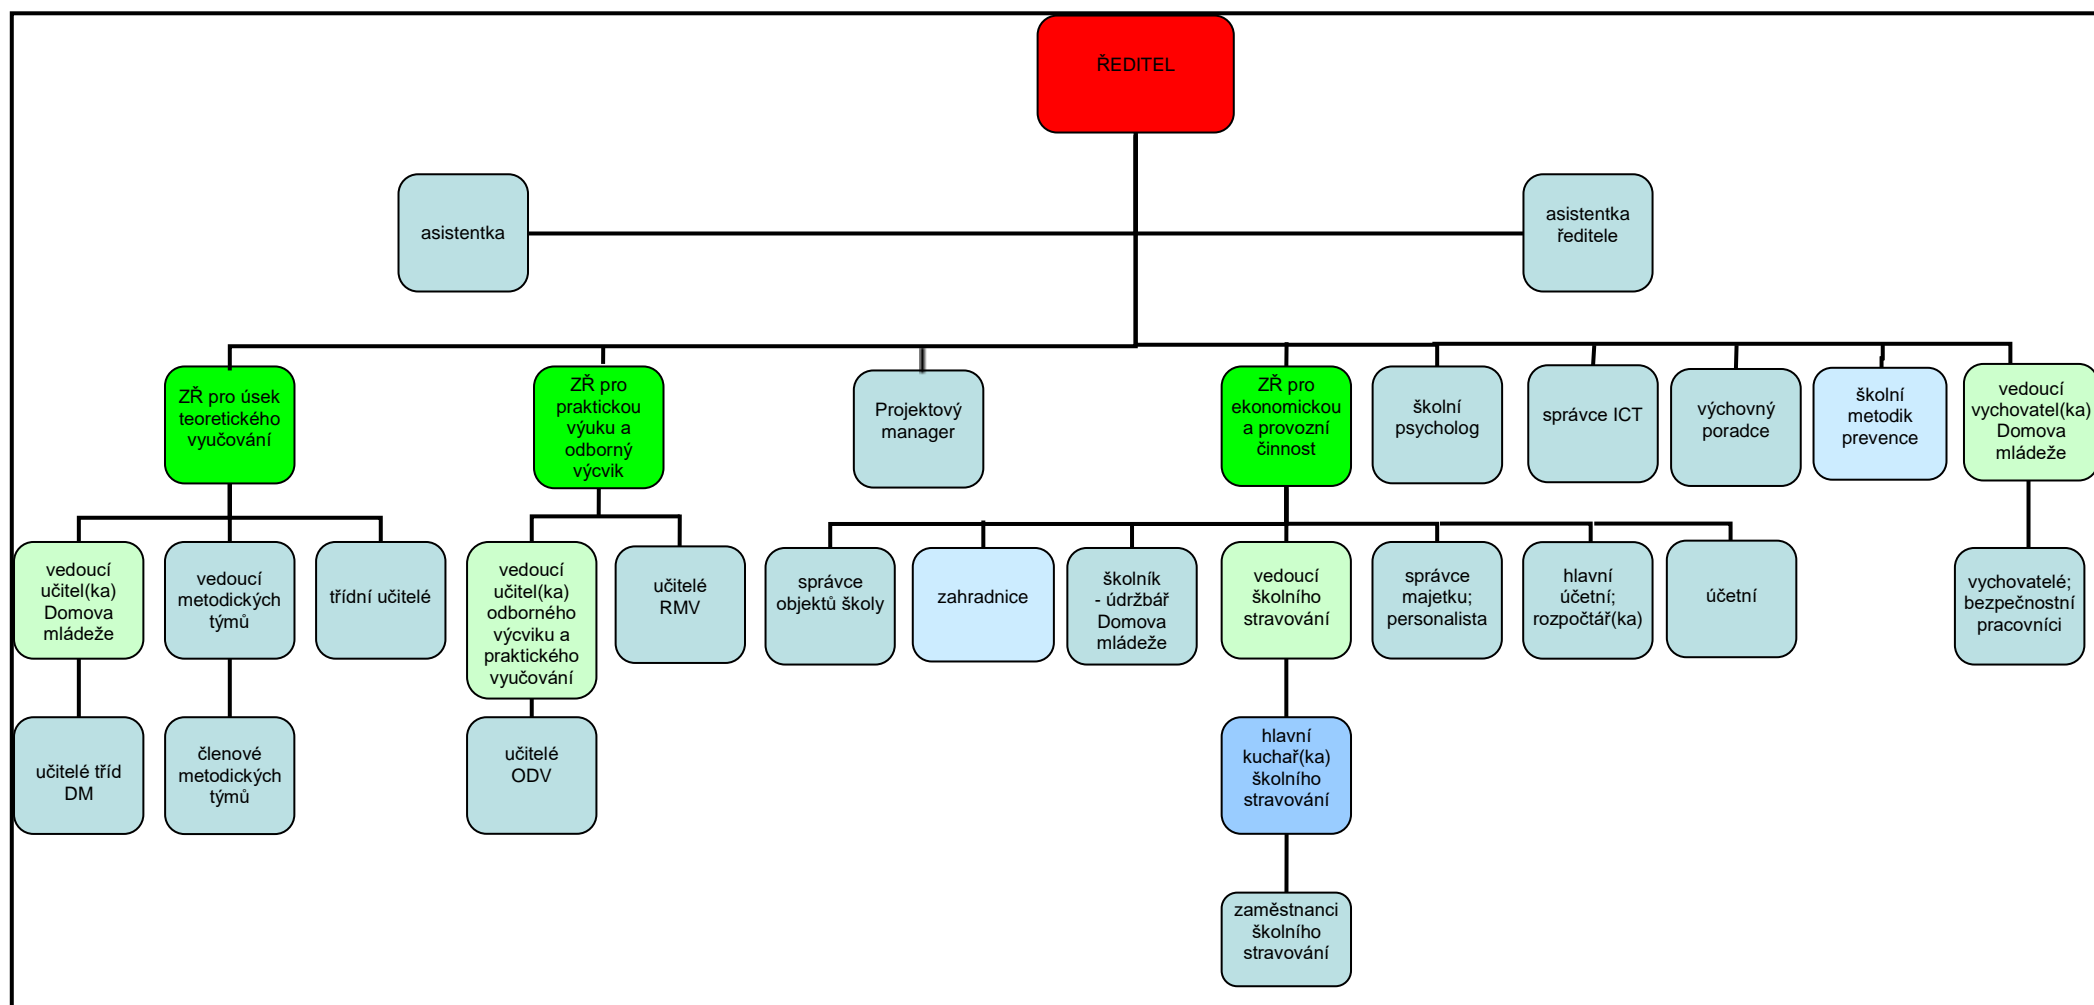 ŘEDITEL
asistentka
asistentka
ředitele
ZŘ pro úsek
teoretického
vyučování
ZŘ pro
praktickou
výuku a
odborný
výcvik
Projektový
manager
ZŘ pro
ekonomickou
a provozní
činnost
školní
psycholog
správce ICT
výchovný
poradce
školní
metodik
prevence
vedoucí
vychovatel(ka)
Domova
mládeže
vedoucí
učitel(ka)
Domova
mládeže
vedoucí
metodických
týmů
třídní učitelé
vedoucí
učitel(ka)
odborného
výcviku a
praktického
vyučování
učitelé
RMV
správce
objektů školy
zahradnice
školník
- údržbář
Domova
mládeže
vedoucí
školního
stravování
správce
majetku;
personalista
hlavní
účetní;
rozpočtář(ka)
účetní
vychovatelé;
bezpečnostní
pracovníci
učitelé tříd
DM
členové
metodických
týmů
učitelé
ODV
hlavní
kuchař(ka)
školního
stravování
zaměstnanci
školního
stravování